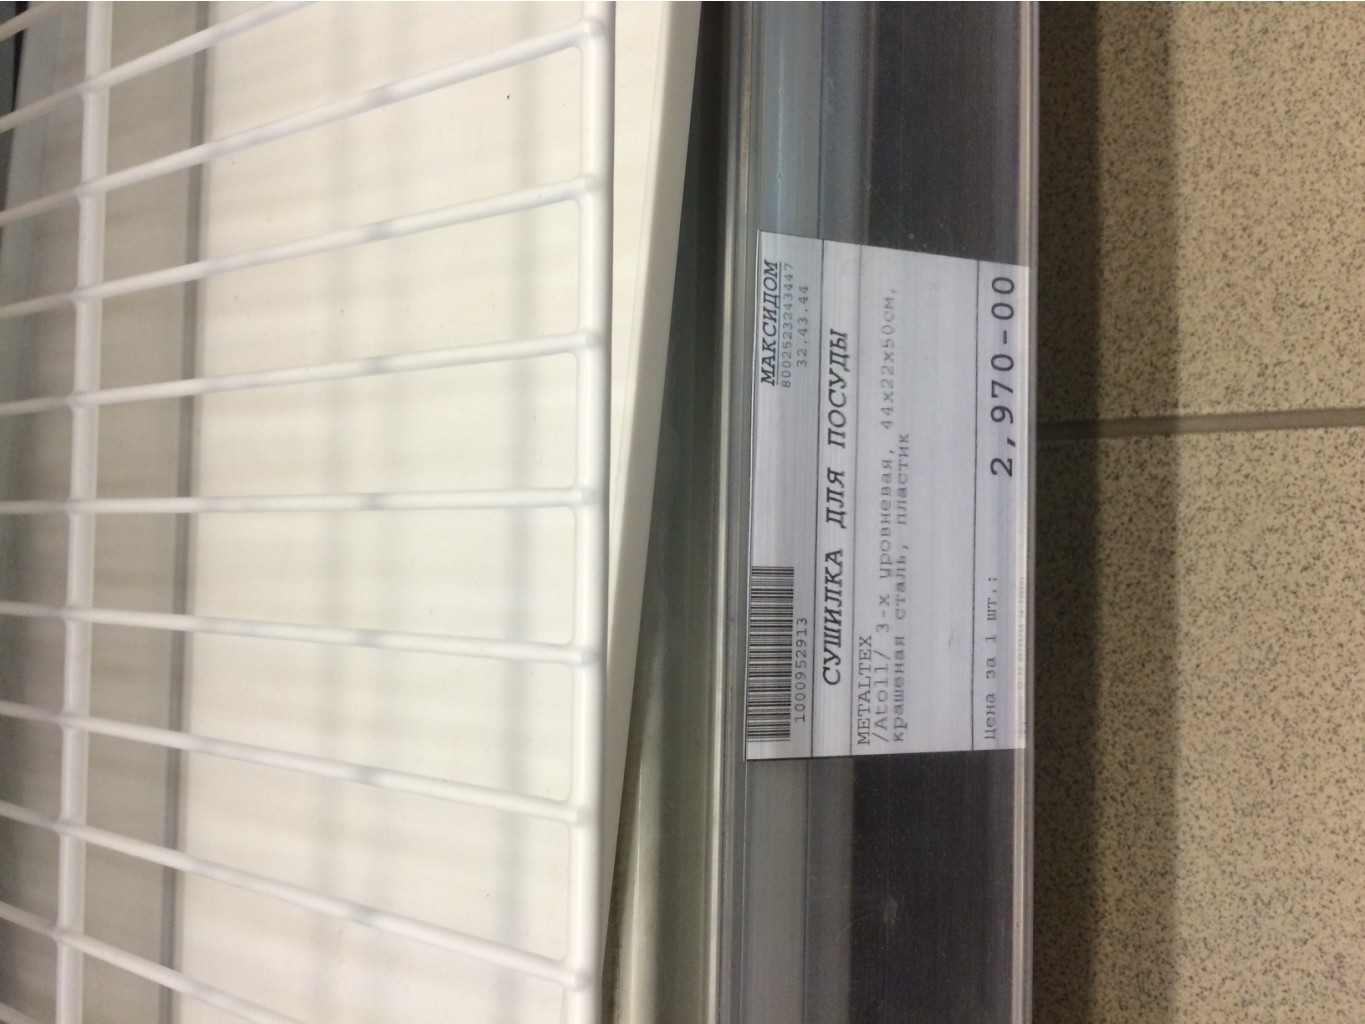 МАКСИДОМ
8002523243447
1000952913 32.43.44
СУШИЛКА ДЛЯ ПОСУДЫ
METALTEX
/Atoll/ 3-х уровневая, 44x22x50см,
крашеная сталь, пластик
Цена за 1 шт.: 2,970-00